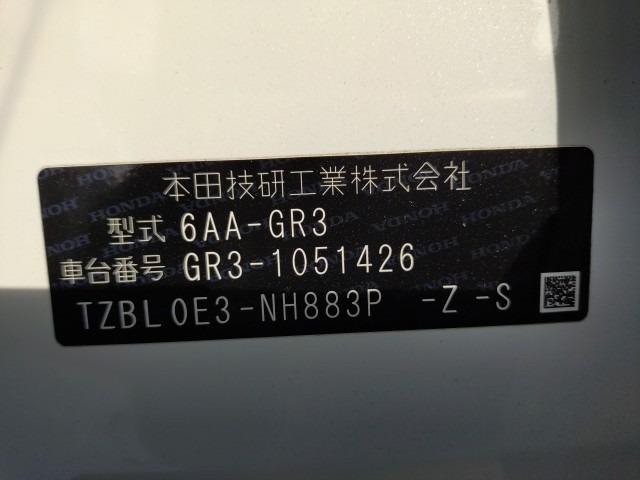 本田技研工業株式会社
型式 6AA-GR3
車台番号 GR3-1051426
TZBL0E3-NH883P -Z -S